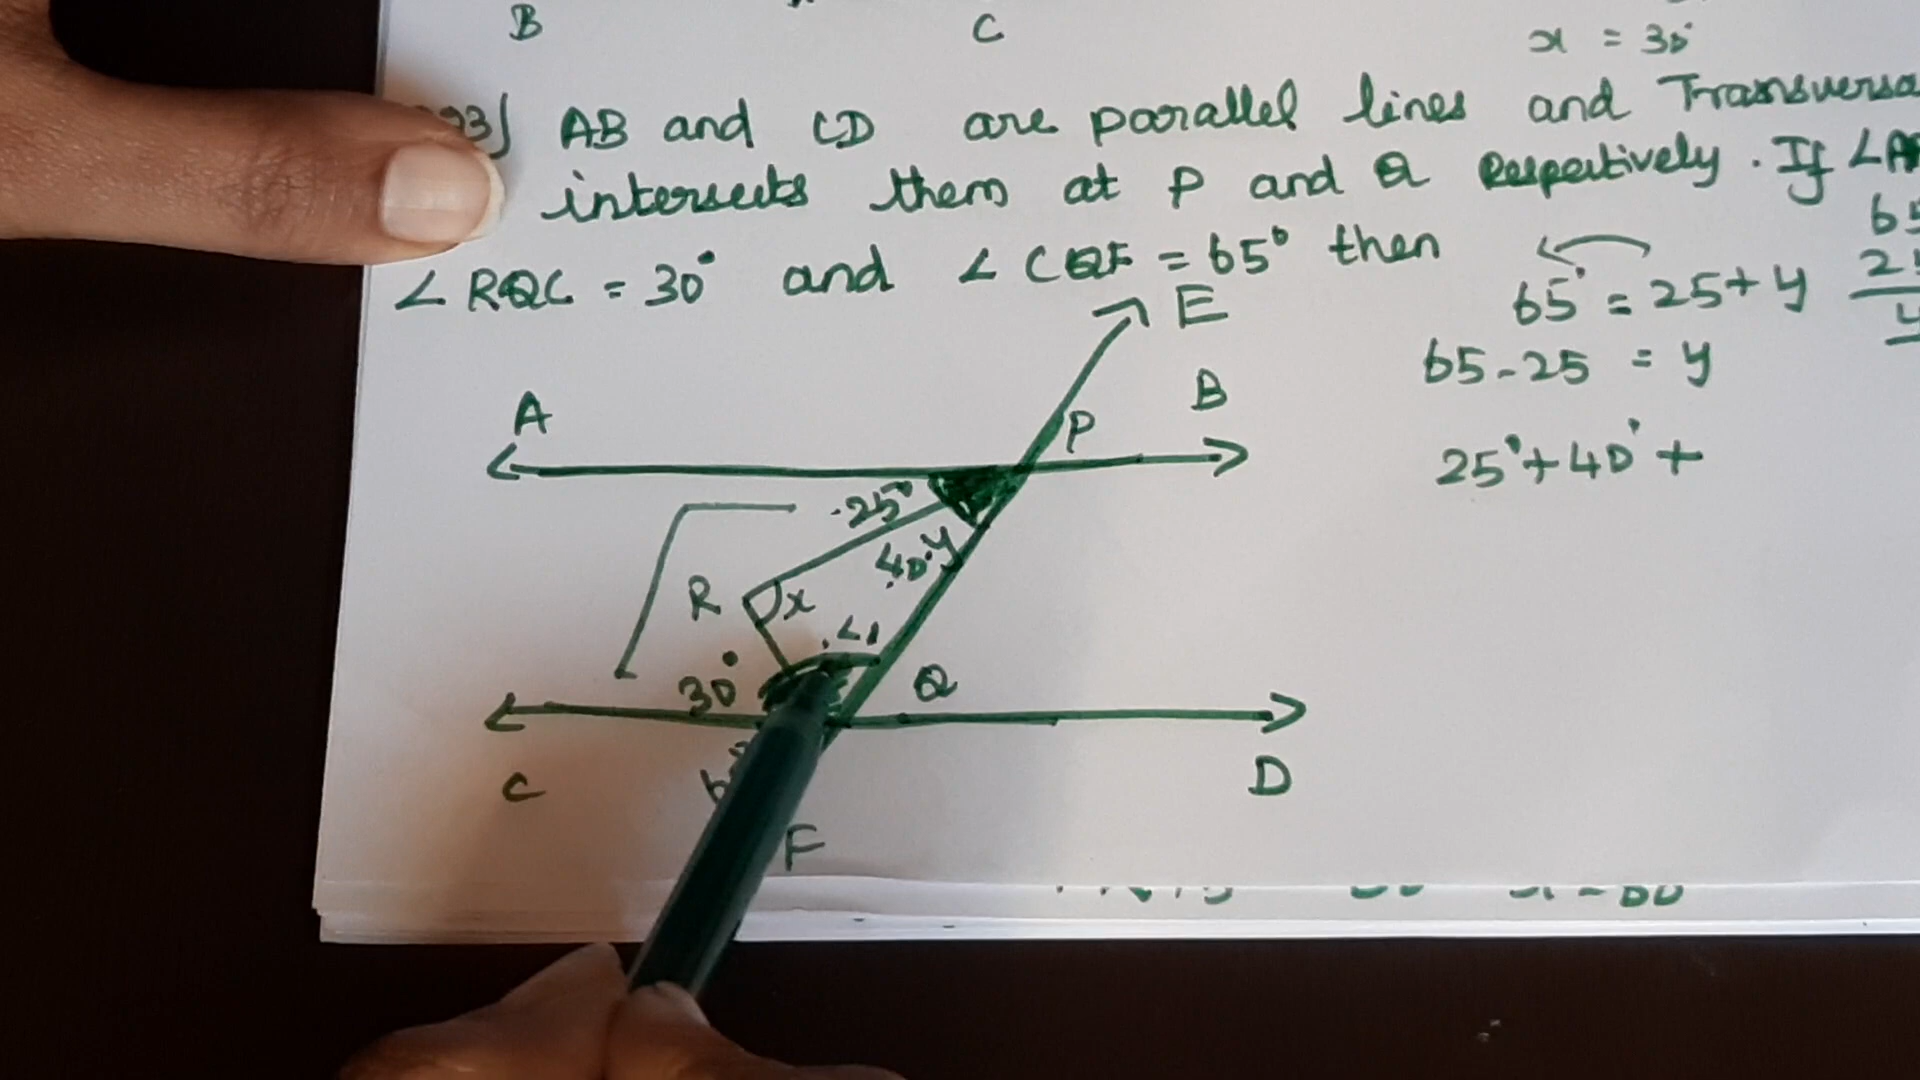 B C
x = 30°
AB and CD are parallel lines and Transversa
intersects them at P and Q Respectively. If ∠A
∠RQC = 30° and ∠CQF = 65° then
65° = 25 + y
65 - 25 = y
25° + 40° +
E
A B
P
25°
40° y
R x
∠1
30° Q
C D
F